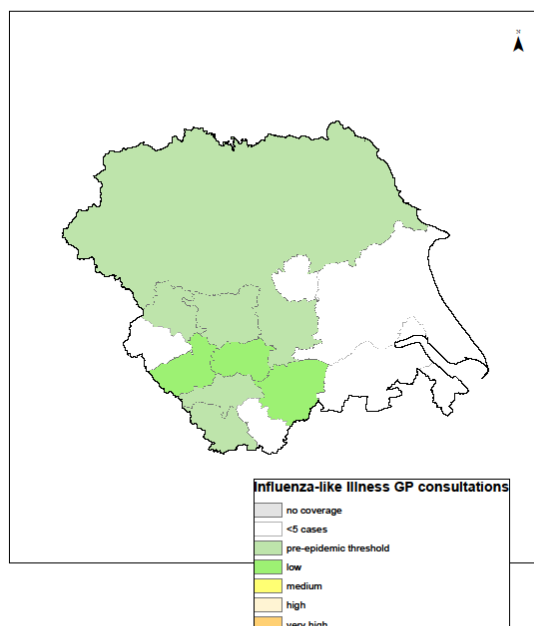 N
Influenza-like Illness GP consultations
no coverage
<5 cases
pre-epidemic threshold
low
medium
high
very high